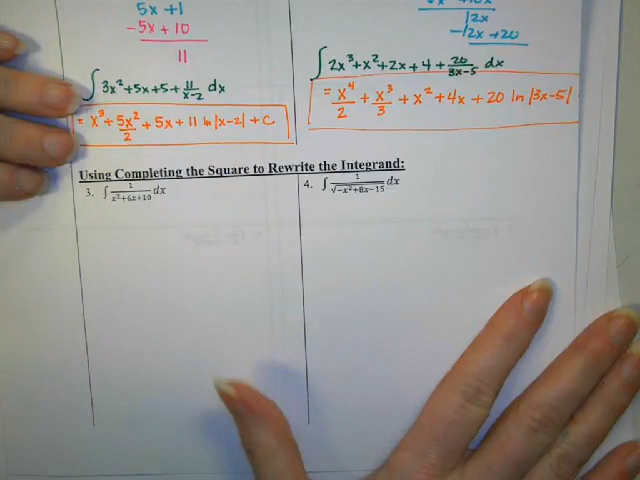 5x +1
-5x + 10
11
∫ 3x²+5x+5+ 11/x-2 dx
= x³ + 5x²/2 + 5x + 11 ln|x-2| + C
12x
-12x +20
∫ 2x³+x²+2x+4+ 20/3x-5 dx
= x⁴/2 + x³/3 + x² + 4x + 20 ln |3x-5|
Using Completing the Square to Rewrite the Integrand:
3. ∫ 1/x²+6x+10 dx
4. ∫ 1/√-x²+8x-15 dx